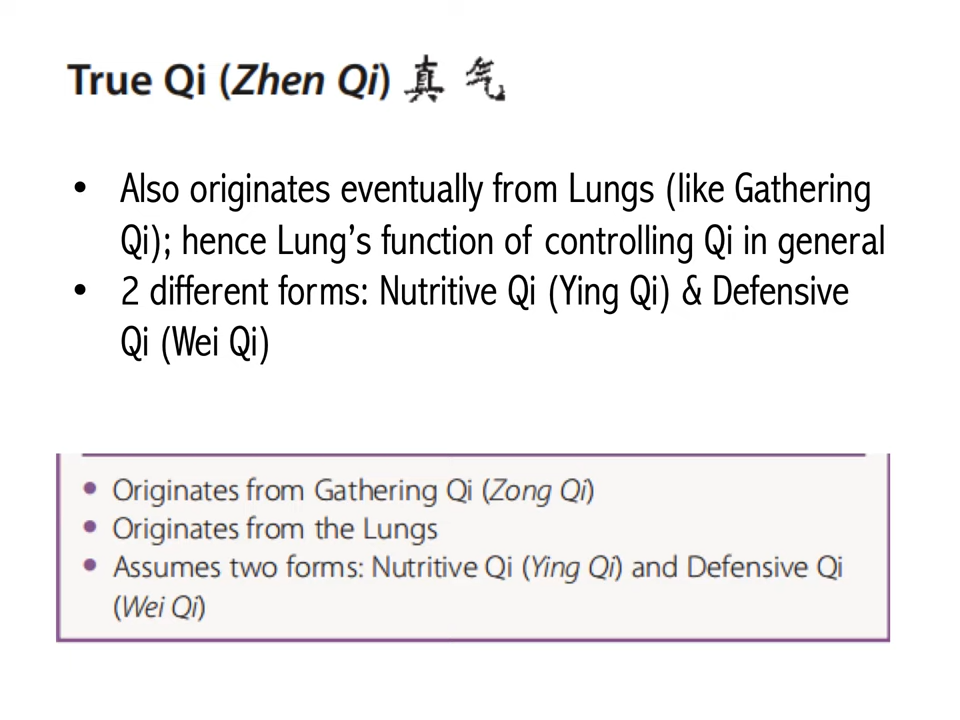 True Qi (Zhen Qi) 真 气
• Also originates eventually from Lungs (like Gathering
Qi); hence Lung's function of controlling Qi in general
• 2 different forms: Nutritive Qi (Ying Qi) & Defensive
Qi (Wei Qi)
• Originates from Gathering Qi (Zong Qi)
• Originates from the Lungs
• Assumes two forms: Nutritive Qi (Ying Qi) and Defensive Qi
(Wei Qi)